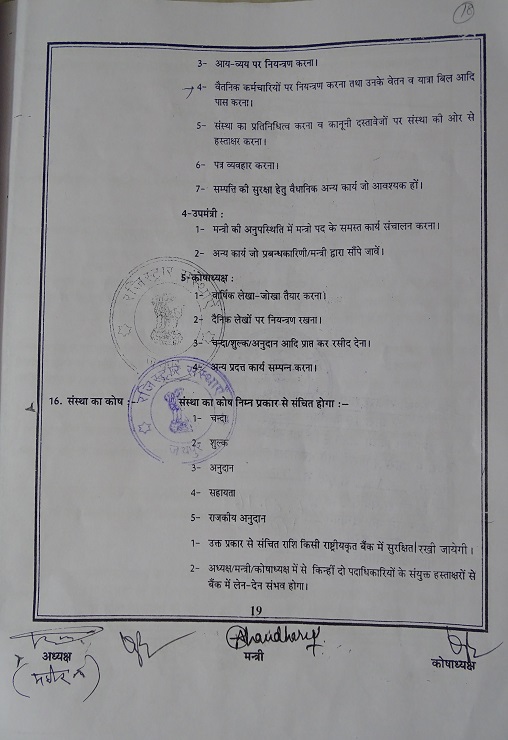 18
3- आय-व्यय पर नियन्त्रण करना।
4- वैतनिक कर्मचारियों पर नियन्त्रण करना तथा उनके वेतन व यात्रा बिल आदि
पास करना।
5- संस्था का प्रतिनिधित्व करना व कानूनी दस्तावेजों पर संस्था की ओर से
हस्ताक्षर करना।
6- पत्र व्यवहार करना।
7- सम्पत्ति की सुरक्षा हेतु वैधानिक अन्य कार्य जो आवश्यक हों।
4-उपमंत्री :
1- मन्त्री की अनुपस्थिति में मन्त्री पद के समस्त कार्य संचालन करना।
2- अन्य कार्य जो प्रबन्धकारिणी/मन्त्री द्वारा सौंपे जावें।
5-कोषाध्यक्ष :
1- वार्षिक लेखा-जोखा तैयार करना।
2- दैनिक लेखों पर नियन्त्रण रखना।
3- चन्दा/शुल्क/अनुदान आदि प्राप्त कर रसीद देना।
4- अन्य प्रदत्त कार्य सम्पन्न करना।
रजिस्ट्रार संस्थाएँ
जयपुर
16. संस्था का कोष : संस्था का कोष निम्न प्रकार से संचित होगा :–
1- चन्दा
2- शुल्क
3- अनुदान
4- सहायता
5- राजकीय अनुदान
1- उक्त प्रकार से संचित राशि किसी राष्ट्रीयकृत बैंक में सुरक्षित रखी जायेगी।
2- अध्यक्ष/मन्त्री/कोषाध्यक्ष में से किन्हीं दो पदाधिकारियों के संयुक्त हस्ताक्षरों से
बैंक में लेन-देन संभव होगा।
19
Chaudhary
अध्यक्ष मन्त्री कोषाध्यक्ष